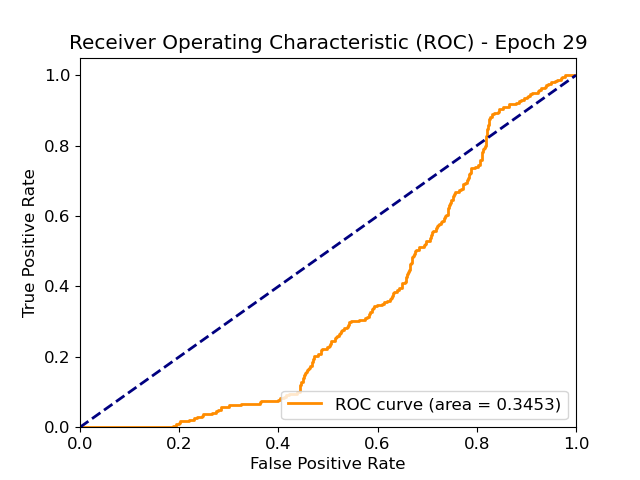 Receiver Operating Characteristic (ROC) - Epoch 29
True Positive Rate
1.0
0.8
0.6
0.4
0.2
0.0
ROC curve (area = 0.3453)
0.0 0.2 0.4 0.6 0.8 1.0
False Positive Rate